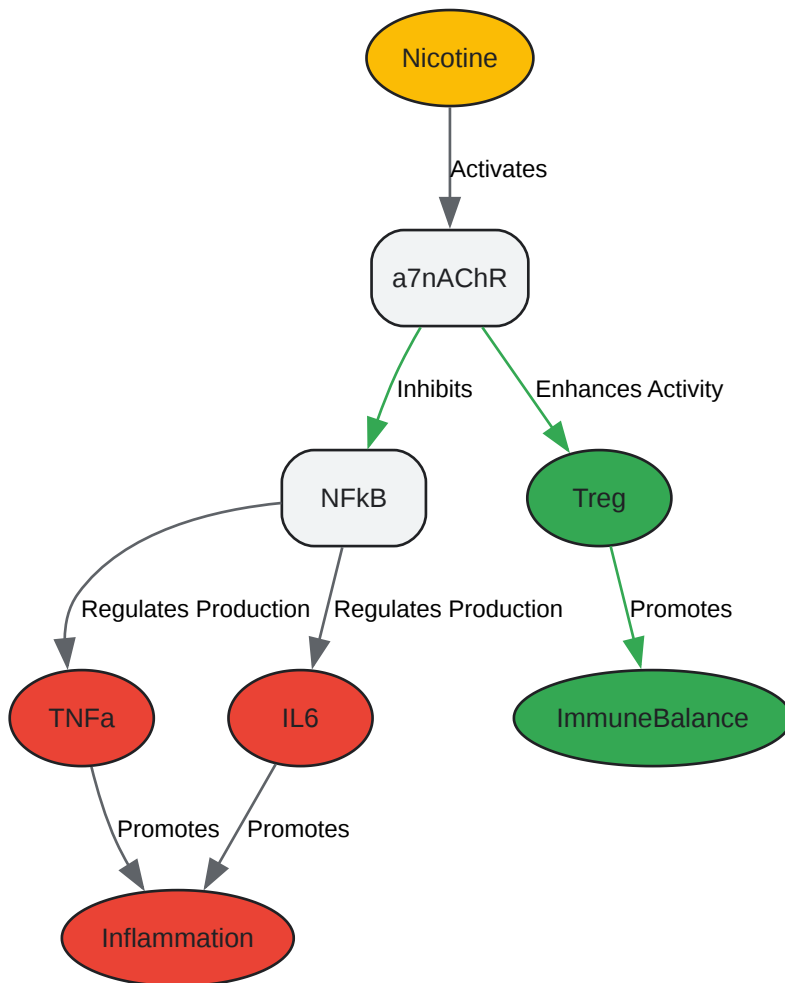 Nicotine
Activates
a7nAChR
Inhibits
Enhances Activity
NFkB
Treg
Regulates Production
Regulates Production
Promotes
TNFa
IL6
ImmuneBalance
Promotes
Promotes
Inflammation